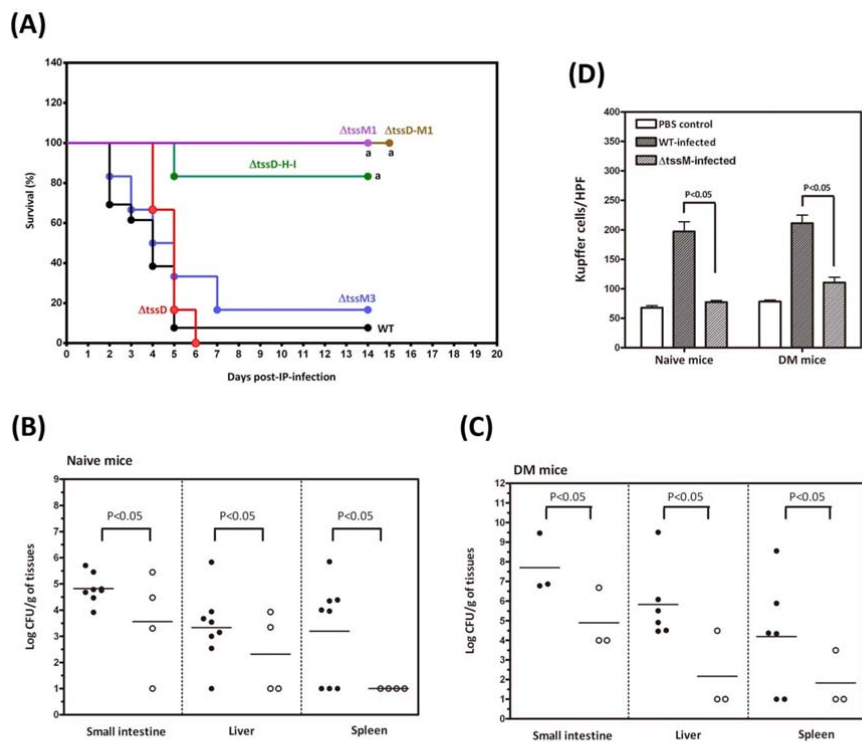 (A)
140
120
100
80
60
40
20
0
Survival (%)
ΔtssM1
ΔtssD-M1
a
a
ΔtssD-H-I
a
ΔtssM3
ΔtssD
WT
0 1 2 3 4 5 6 7 8 9 10 11 12 13 14 15 16 17 18 19 20
Days post-IP-infection
(D)
400
350
300
250
200
150
100
50
0
Kupffer cells/HPF
PBS control
WT-infected
ΔtssM-infected
P<0.05
P<0.05
Naive mice DM mice
(B)
Naive mice
9
8
7
6
5
4
3
2
1
0
Log CFU/g of tissues
P<0.05 P<0.05 P<0.05
Small intestine Liver Spleen
(C)
DM mice
12
11
10
9
8
7
6
5
4
3
2
1
0
Log CFU/g of tissues
P<0.05 P<0.05 P<0.05
Small intestine Liver Spleen